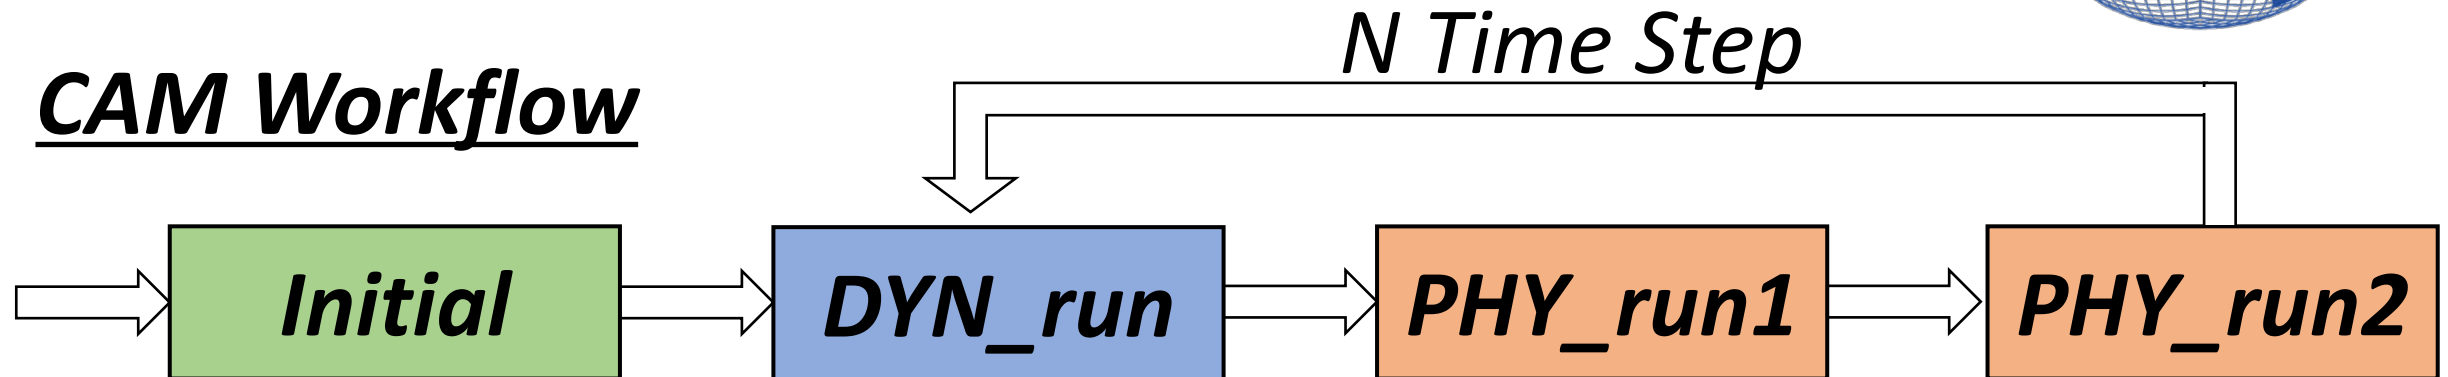 N Time Step
CAM Workflow
Initial
DYN_run
PHY_run1
PHY_run2